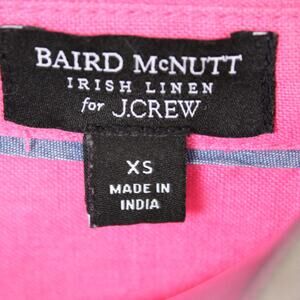 BAIRD McNUTT
IRISH LINEN
for J.CREW
XS
MADE IN
INDIA